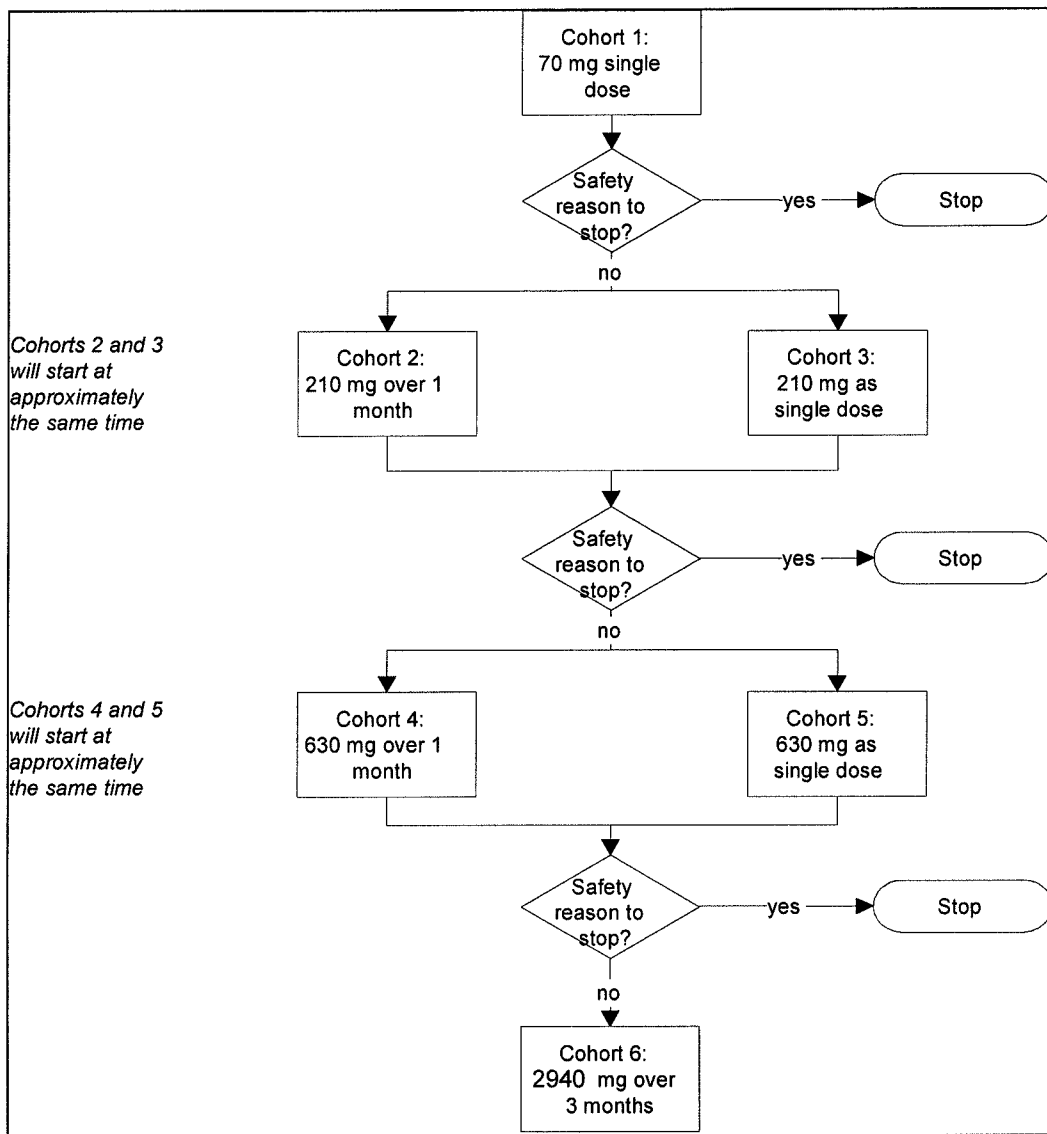 Cohort 1:
70 mg single
dose
Safety
reason to
stop?
yes
Stop
no
Cohorts 2 and 3
will start at
approximately
the same time
Cohort 2:
210 mg over 1
month
Cohort 3:
210 mg as
single dose
Safety
reason to
stop?
yes
Stop
no
Cohorts 4 and 5
will start at
approximately
the same time
Cohort 4:
630 mg over 1
month
Cohort 5:
630 mg as
single dose
Safety
reason to
stop?
yes
Stop
no
Cohort 6:
2940 mg over
3 months